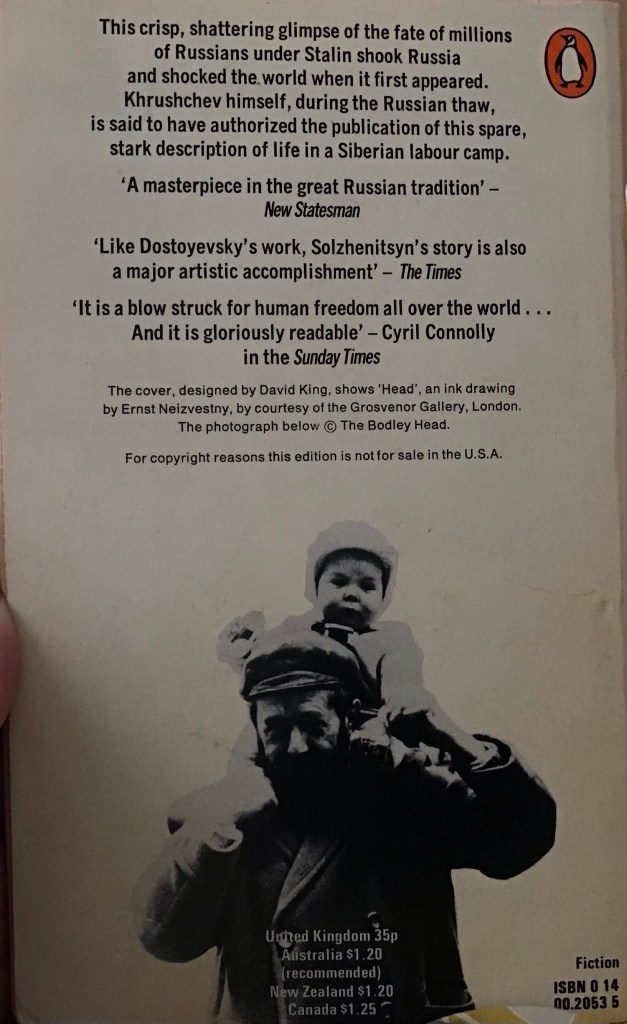 This crisp, shattering glimpse of the fate of millions
of Russians under Stalin shook Russia
and shocked the world when it first appeared.
Khrushchev himself, during the Russian thaw,
is said to have authorized the publication of this spare,
stark description of life in a Siberian labour camp.
‘A masterpiece in the great Russian tradition’ –
New Statesman
‘Like Dostoyevsky’s work, Solzhenitsyn’s story is also
a major artistic accomplishment’ – The Times
‘It is a blow struck for human freedom all over the world . . .
And it is gloriously readable’ – Cyril Connolly
in the Sunday Times
The cover, designed by David King, shows ‘Head’, an ink drawing
by Ernst Neizvestny, by courtesy of the Grosvenor Gallery, London.
The photograph below © The Bodley Head.
For copyright reasons this edition is not for sale in the U.S.A.
United Kingdom 35p
Australia $1.20
(recommended)
New Zealand $1.20
Canada $1.25
Fiction
ISBN 0 14
00.2053 5